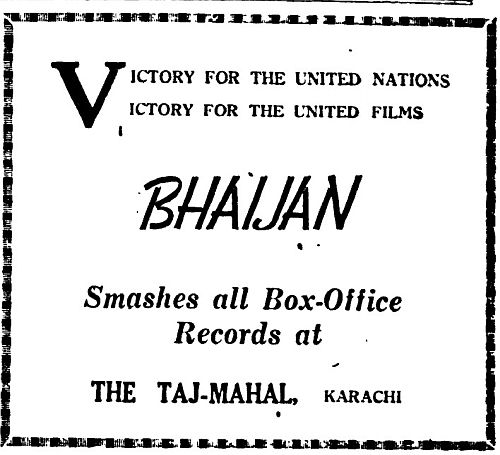 VICTORY FOR THE UNITED NATIONS
VICTORY FOR THE UNITED FILMS
BHAIJAN
Smashes all Box-Office
Records at
THE TAJ-MAHAL, KARACHI